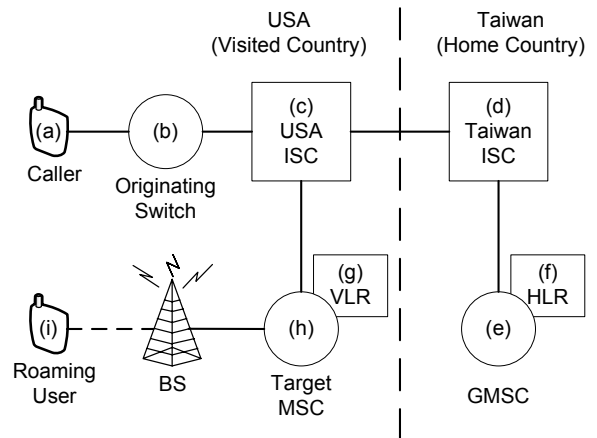 USA
(Visited Country)
Taiwan
(Home Country)
(a)
Caller
(b)
Originating
Switch
(c)
USA
ISC
(d)
Taiwan
ISC
(i)
Roaming
User
BS
(g)
VLR
(h)
Target
MSC
(f)
HLR
(e)
GMSC